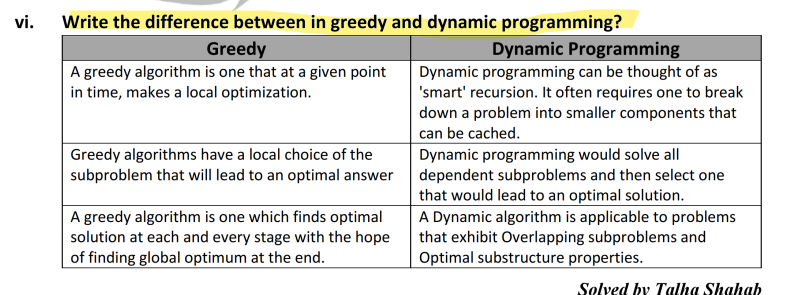 vi. Write the difference between in greedy and dynamic programming?
Greedy
Dynamic Programming
A greedy algorithm is one that at a given point
in time, makes a local optimization.
Dynamic programming can be thought of as
'smart' recursion. It often requires one to break
down a problem into smaller components that
can be cached.
Greedy algorithms have a local choice of the
subproblem that will lead to an optimal answer
Dynamic programming would solve all
dependent subproblems and then select one
that would lead to an optimal solution.
A greedy algorithm is one which finds optimal
solution at each and every stage with the hope
of finding global optimum at the end.
A Dynamic algorithm is applicable to problems
that exhibit Overlapping subproblems and
Optimal substructure properties.
Solved by Talha Shahab